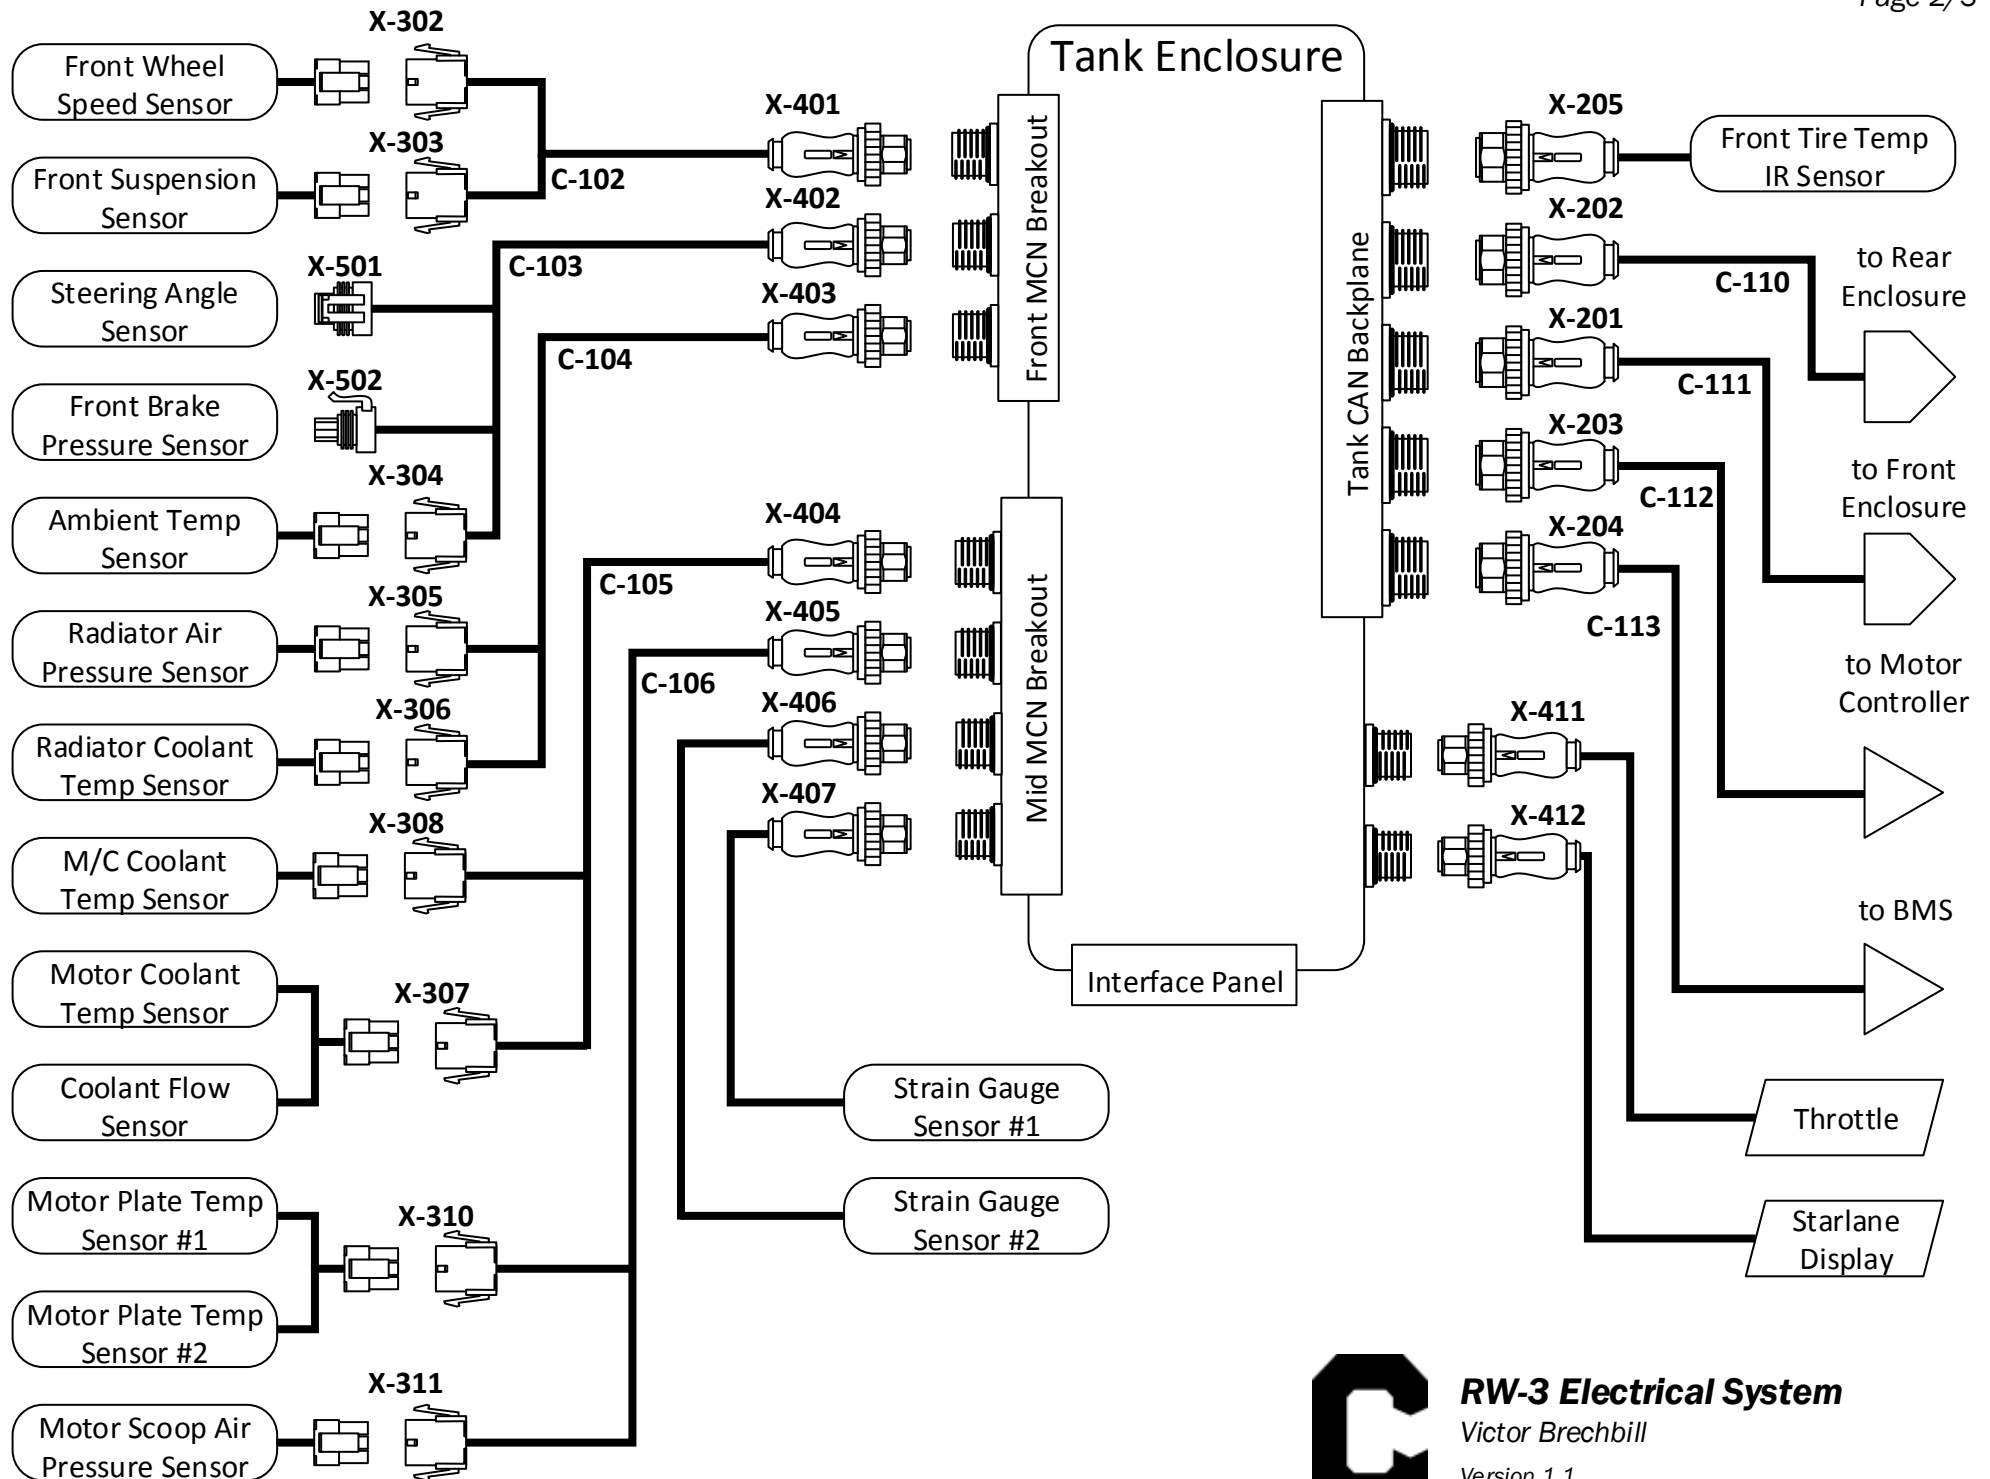 Page 2/3
X-302
Front Wheel
Speed Sensor
X-303
Front Suspension
Sensor
C-102
X-501
Steering Angle
Sensor
C-103
X-502
Front Brake
Pressure Sensor
C-104
X-304
Ambient Temp
Sensor
X-305
Radiator Air
Pressure Sensor
C-105
X-306
Radiator Coolant
Temp Sensor
C-106
X-308
M/C Coolant
Temp Sensor
Motor Coolant
Temp Sensor
X-307
Coolant Flow
Sensor
Motor Plate Temp
Sensor #1
X-310
Motor Plate Temp
Sensor #2
X-311
Motor Scoop Air
Pressure Sensor
X-401
X-402
X-403
X-404
X-405
X-406
X-407
Tank Enclosure
Front MCN Breakout
Mid MCN Breakout
Tank CAN Backplane
Interface Panel
Strain Gauge
Sensor #1
Strain Gauge
Sensor #2
X-205
Front Tire Temp
IR Sensor
X-202
C-110
to Rear
Enclosure
X-201
C-111
to Front
Enclosure
X-203
C-112
to Motor
Controller
X-204
C-113
to BMS
X-411
Throttle
X-412
Starlane
Display
RW-3 Electrical System
Victor Brechbill
Version 1.1